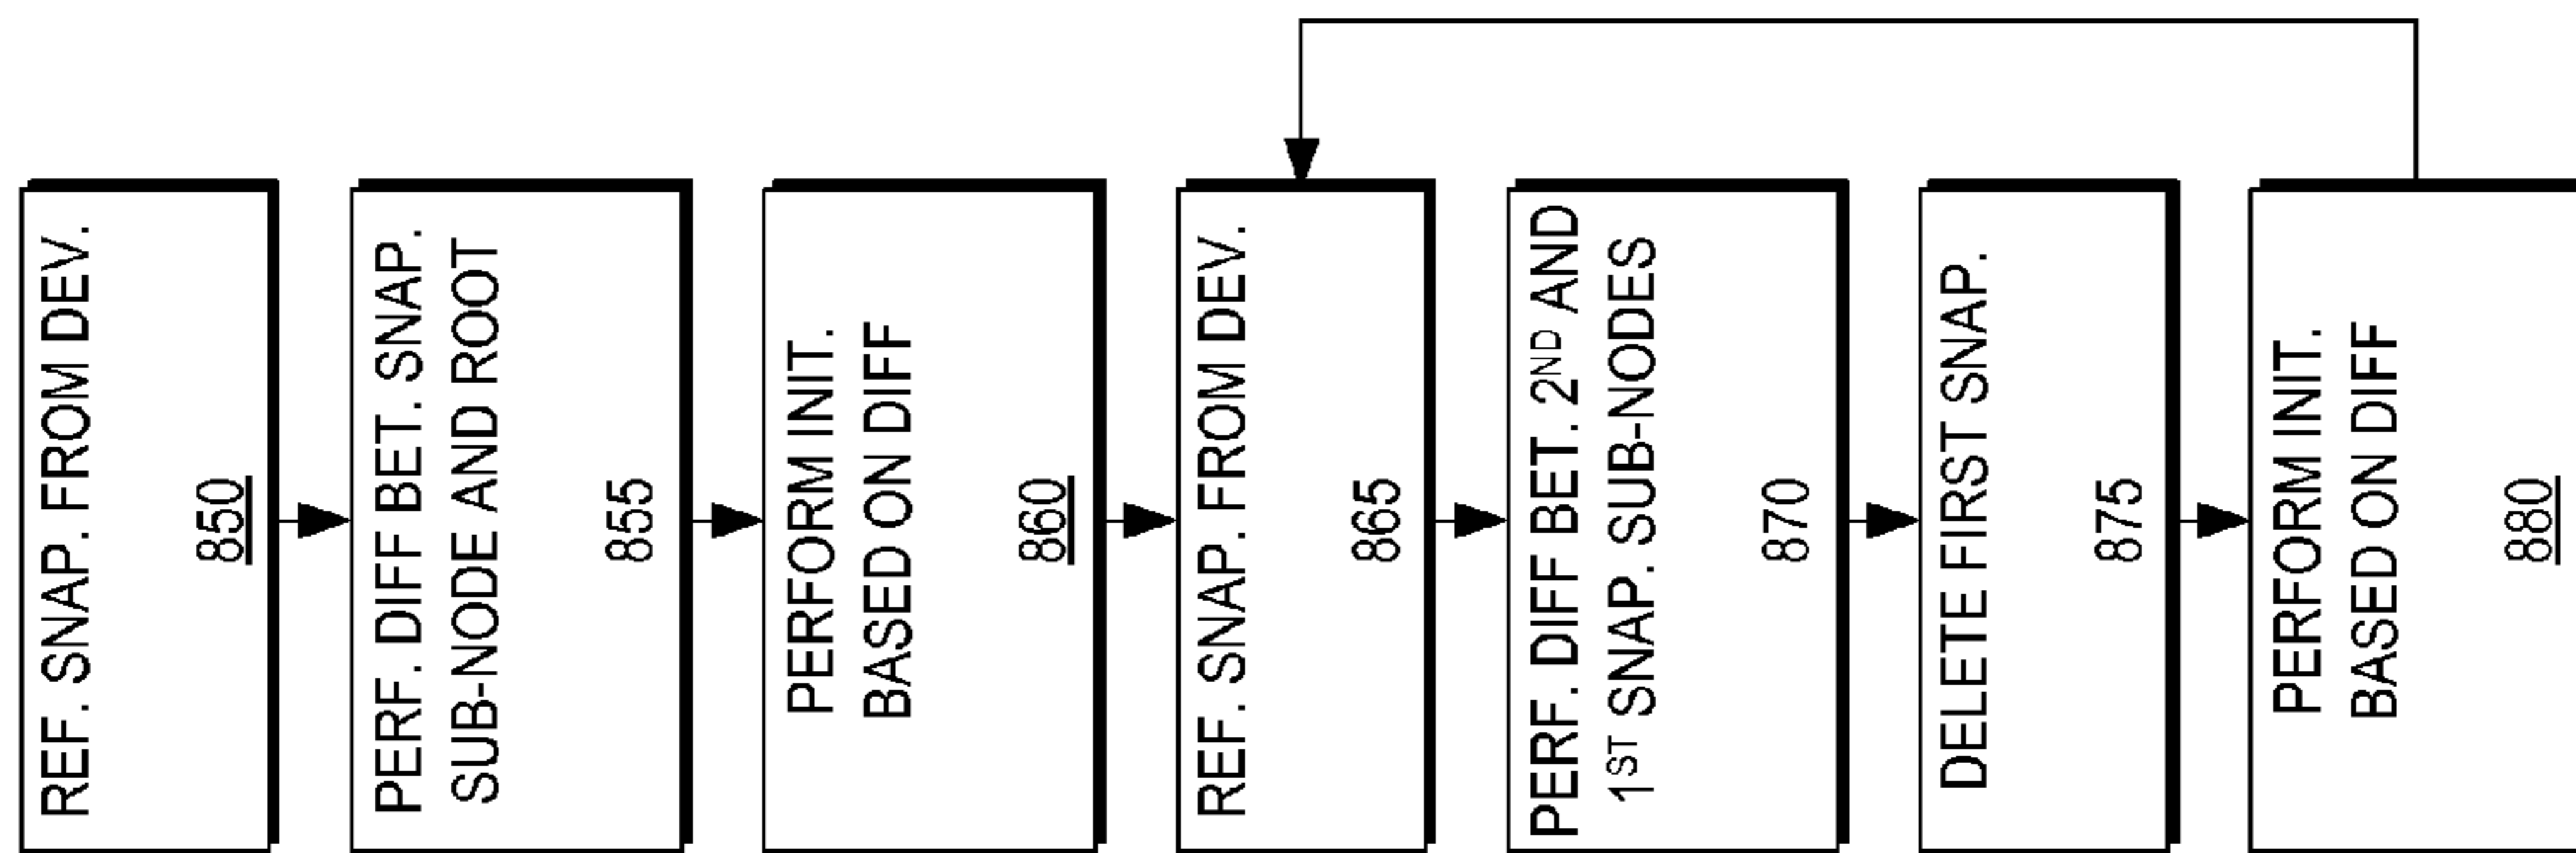 REF. SNAP. FROM DEV.
850
PERF. DIFF BET. SNAP.
SUB-NODE AND ROOT
855
PERFORM INIT.
BASED ON DIFF
860
REF. SNAP. FROM DEV.
865
PERF. DIFF BET. 2ND AND
1ST SNAP. SUB-NODES
870
DELETE FIRST SNAP.
875
PERFORM INIT.
BASED ON DIFF
880